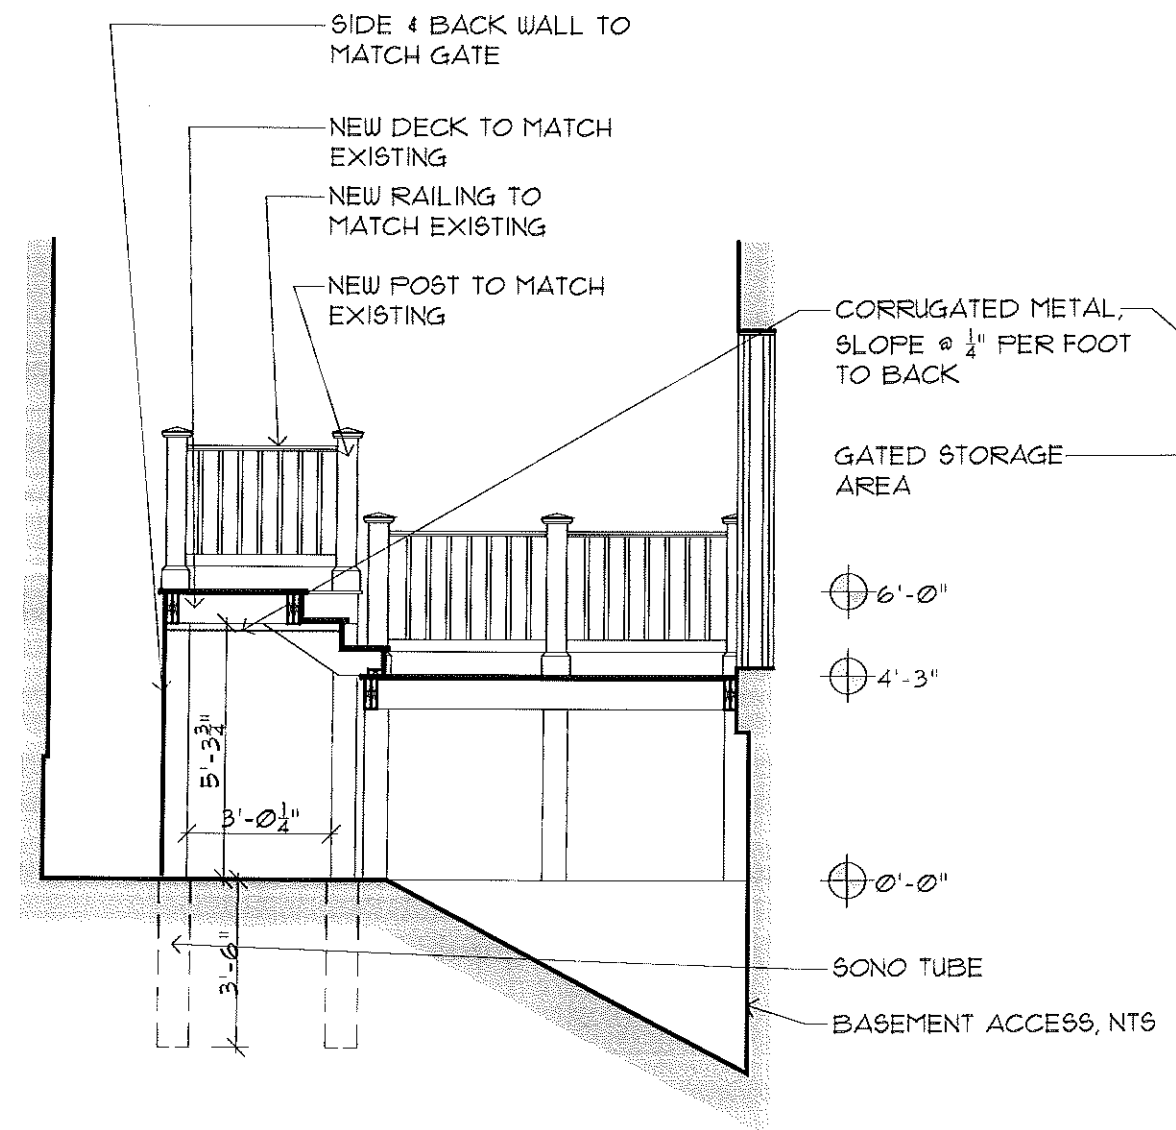 SIDE & BACK WALL TO
MATCH GATE
NEW DECK TO MATCH
EXISTING
NEW RAILING TO
MATCH EXISTING
NEW POST TO MATCH
EXISTING
CORRUGATED METAL,
SLOPE @ 1/4" PER FOOT
TO BACK
GATED STORAGE
AREA
6'-0"
4'-3"
5'-3 3/4"
3'-0 1/4"
0'-0"
3'-6"
SONO TUBE
BASEMENT ACCESS, NTS